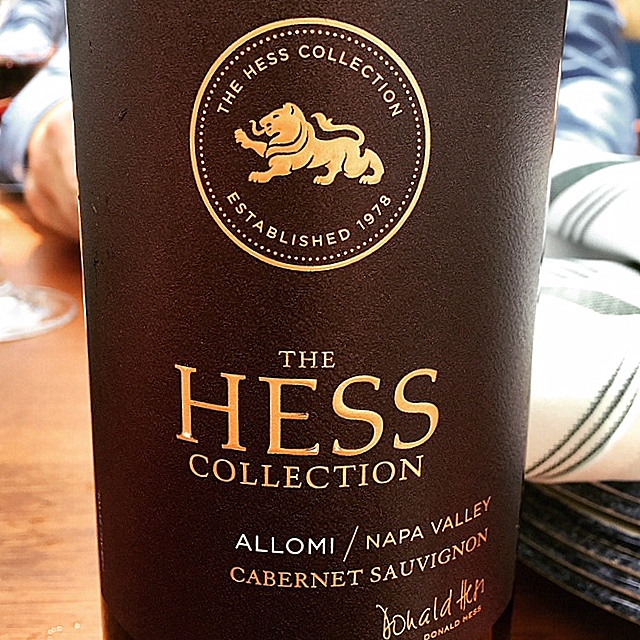 THE HESS COLLECTION
ESTABLISHED 1978
THE
HESS
COLLECTION
ALLOMI / NAPA VALLEY
CABERNET SAUVIGNON
Donald Hess
DONALD HESS